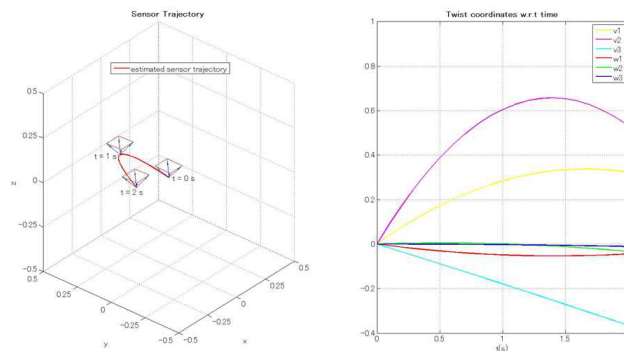 Sensor Trajectory
estimated sensor trajectory
0.5
0.25
0
-0.25
-0.5
z
t = 1 s
t = 0 s
t = 2 s
0.5
0.25
0
-0.25
-0.5
y
-0.5
-0.25
0
0.25
0.5
x
Twist coordinates w.r.t time
v1
v2
v3
w1
w2
w3
1
0.8
0.6
0.4
0.2
0
-0.2
-0.4
0
0.5
1
1.5
2
t(s)